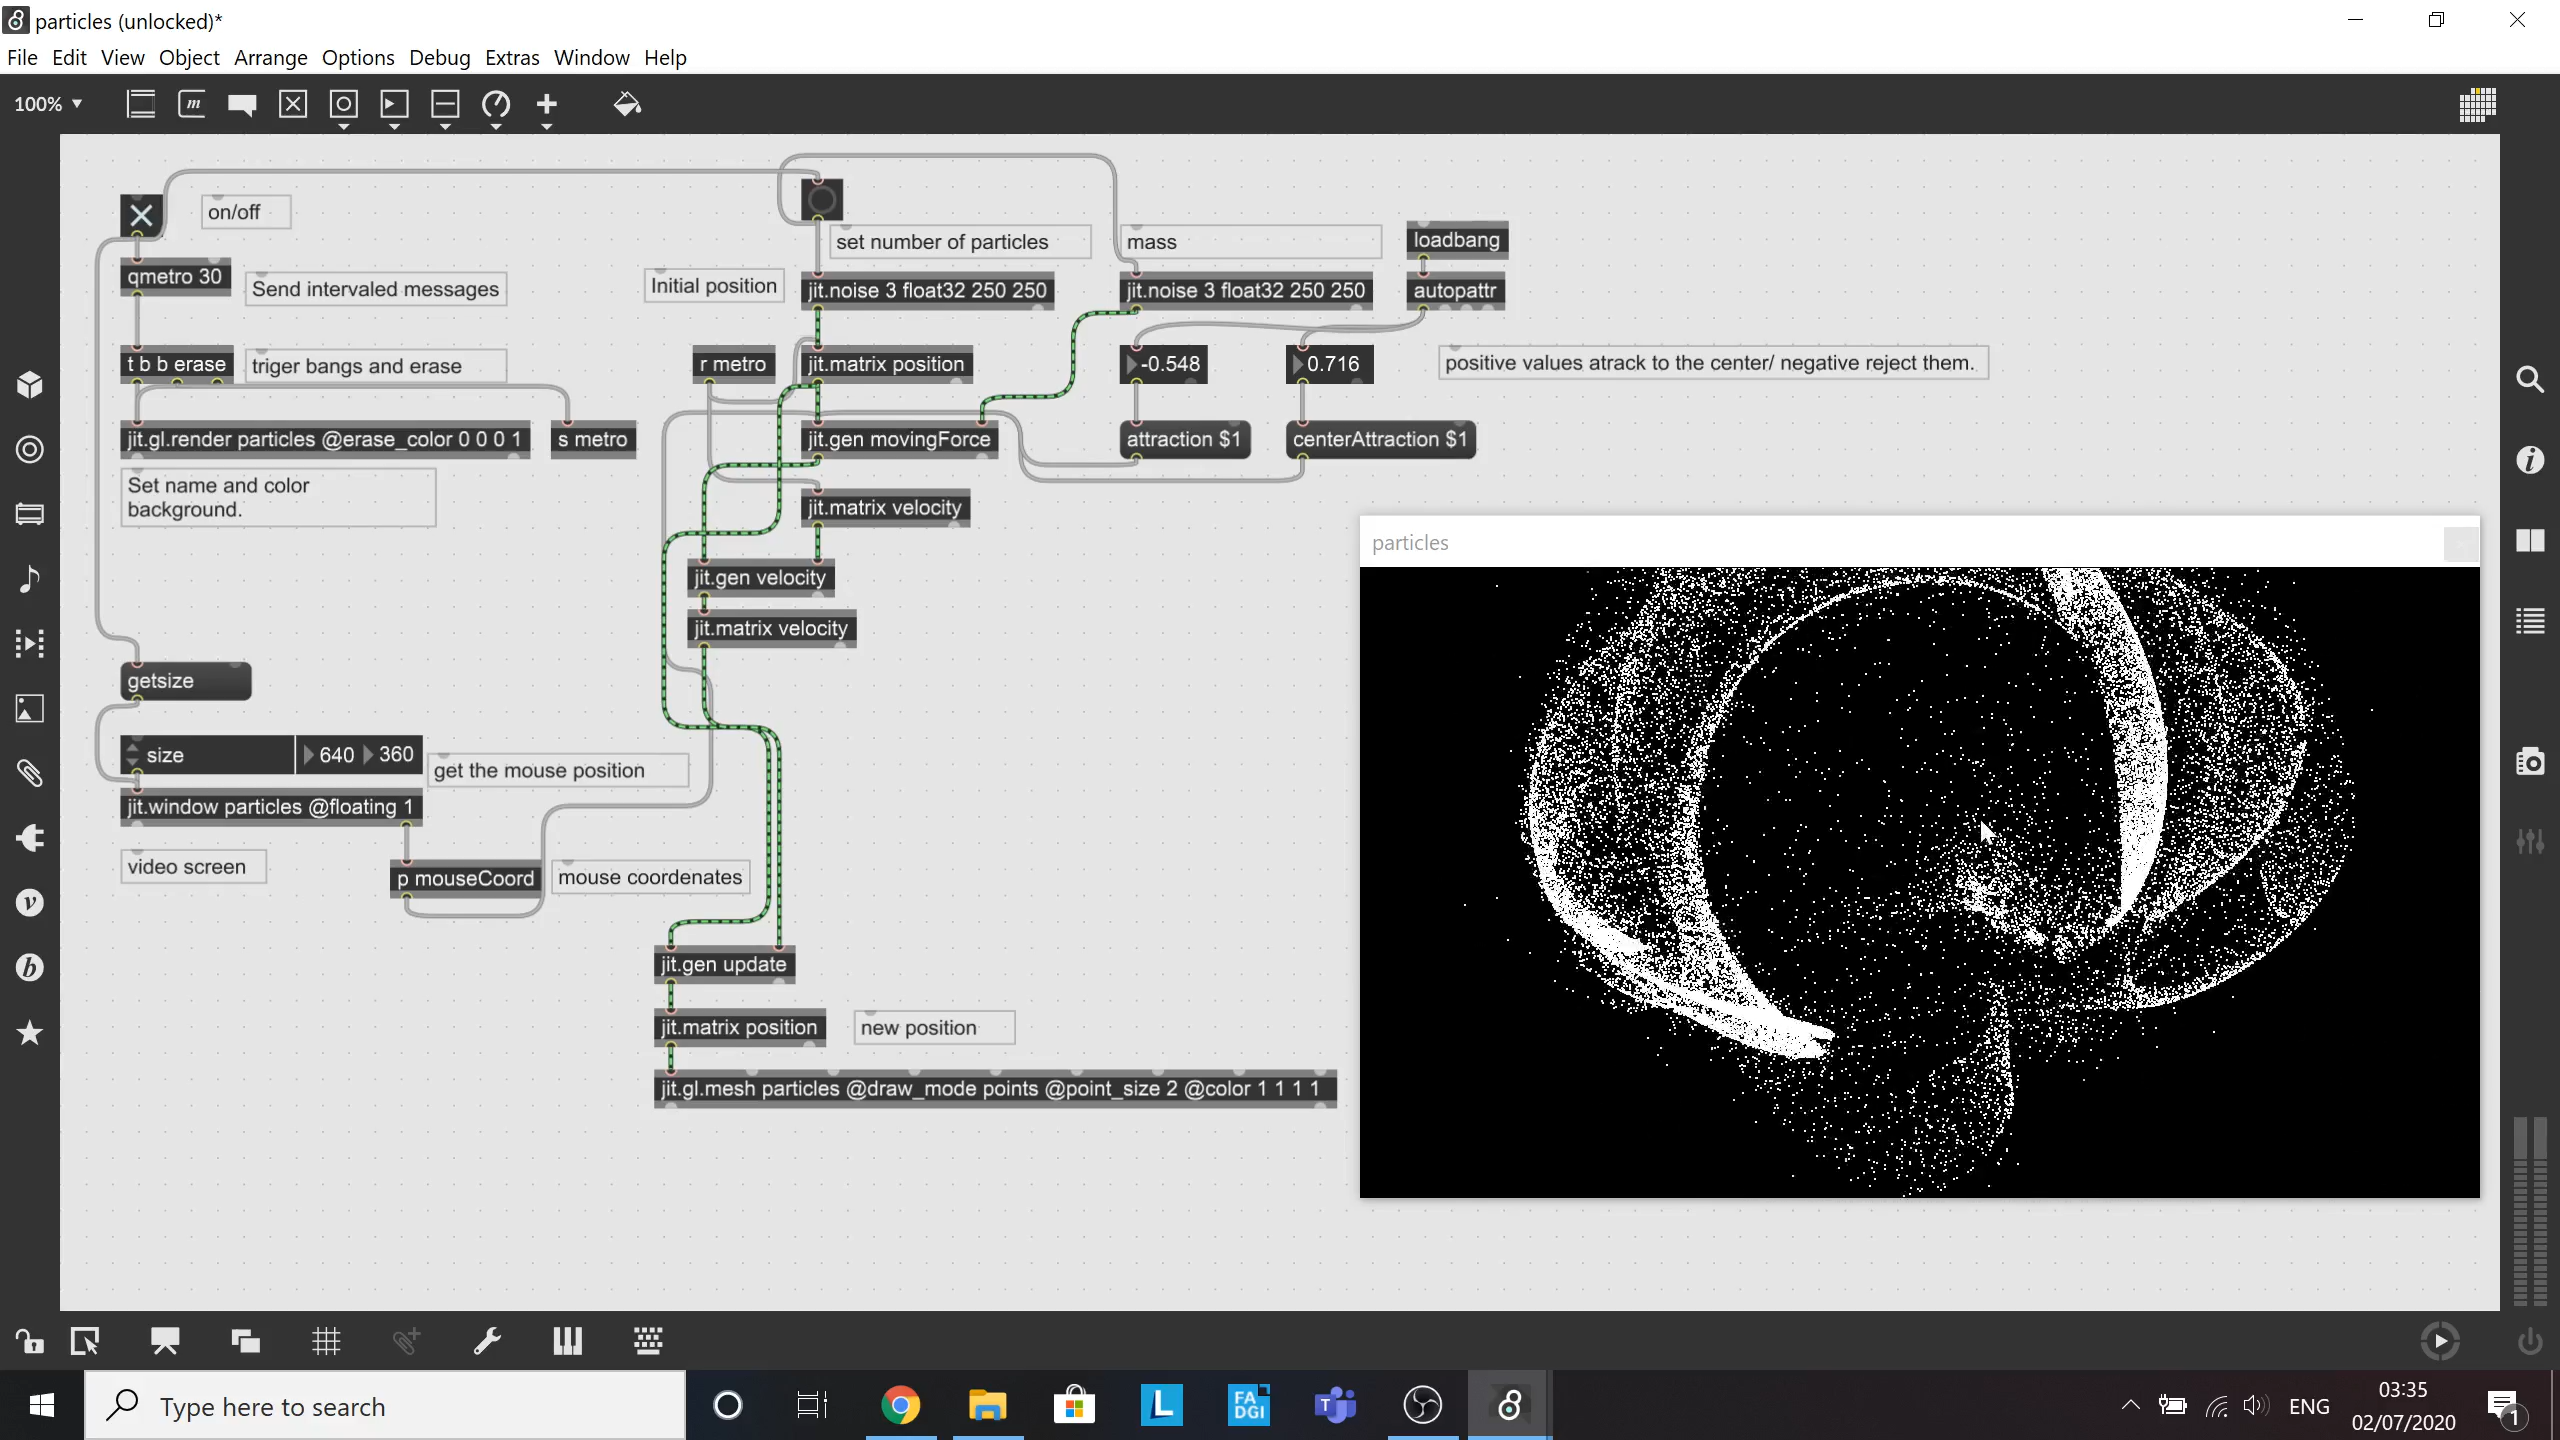 particles (unlocked)*
File Edit View Object Arrange Options Debug Extras Window Help
100%
on/off
qmetro 30
Send intervaled messages
t b b erase
triger bangs and erase
jit.gl.render particles @erase_color 0 0 0 1
s metro
Set name and color
background.
getsize
size
640
360
get the mouse position
jit.window particles @floating 1
video screen
p mouseCoord
mouse coordenates
set number of particles
Initial position
jit.noise 3 float32 250 250
r metro
jit.matrix position
jit.gen movingForce
jit.matrix velocity
jit.gen velocity
jit.matrix velocity
jit.gen update
jit.matrix position
new position
jit.gl.mesh particles @draw_mode points @point_size 2 @color 1 1 1 1
mass
jit.noise 3 float32 250 250
loadbang
autopattr
-0.548
0.716
positive values atrack to the center/ negative reject them.
attraction $1
centerAttraction $1
particles
Type here to search
L
FA
DGI
T
ENG
03:35
02/07/2020
1